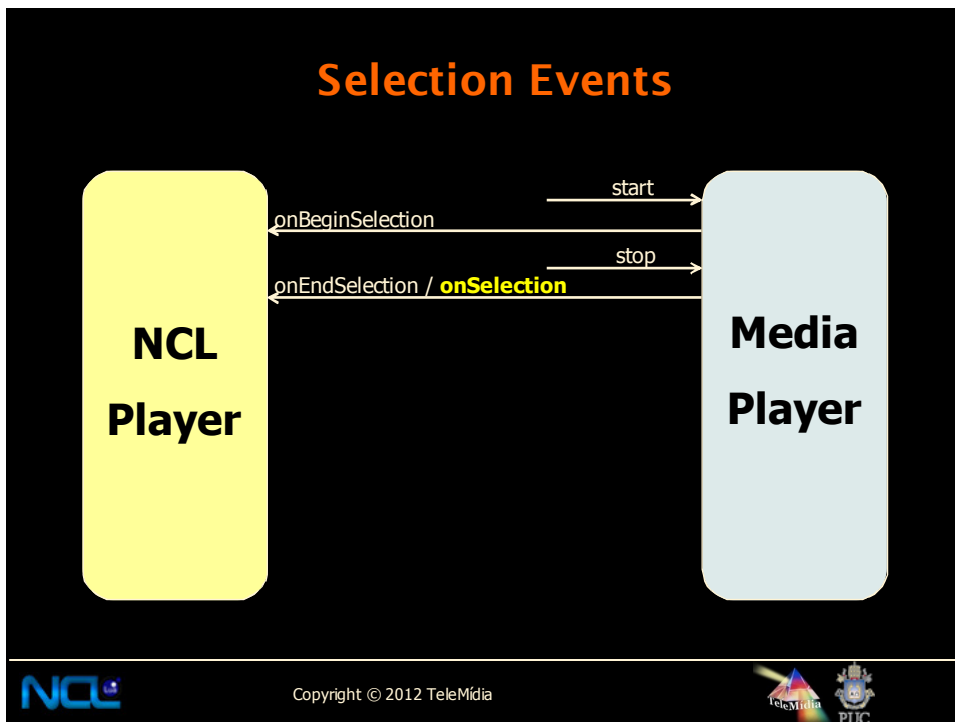 Selection Events
start
onBeginSelection
stop
onEndSelection / onSelection
NCL
Player
Media
Player
NCL
Copyright © 2012 TeleMídia
TeleMídia
PUC